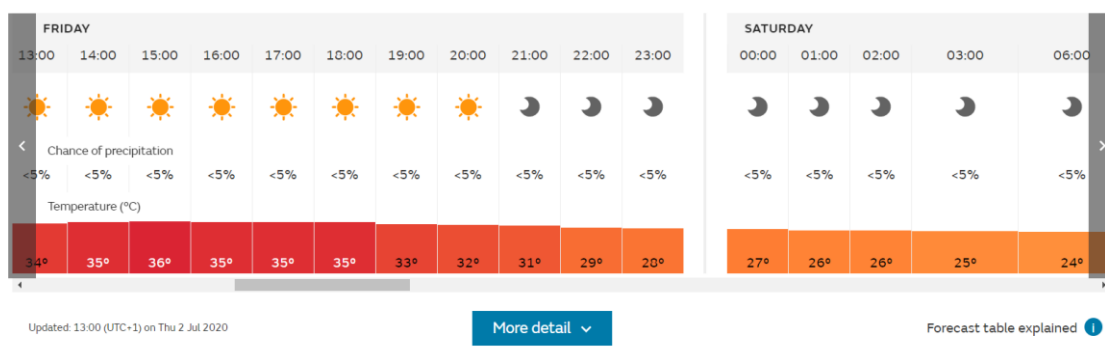 FRIDAY SATURDAY
13:00 14:00 15:00 16:00 17:00 18:00 19:00 20:00 21:00 22:00 23:00 00:00 01:00 02:00 03:00 06:00
Chance of precipitation
<5% <5% <5% <5% <5% <5% <5% <5% <5% <5% <5% <5% <5% <5% <5% <5%
Temperature (°C)
34° 35° 36° 35° 35° 35° 33° 32° 31° 29° 28° 27° 26° 26° 25° 24°
Updated: 13:00 (UTC+1) on Thu 2 Jul 2020 More detail Forecast table explained i